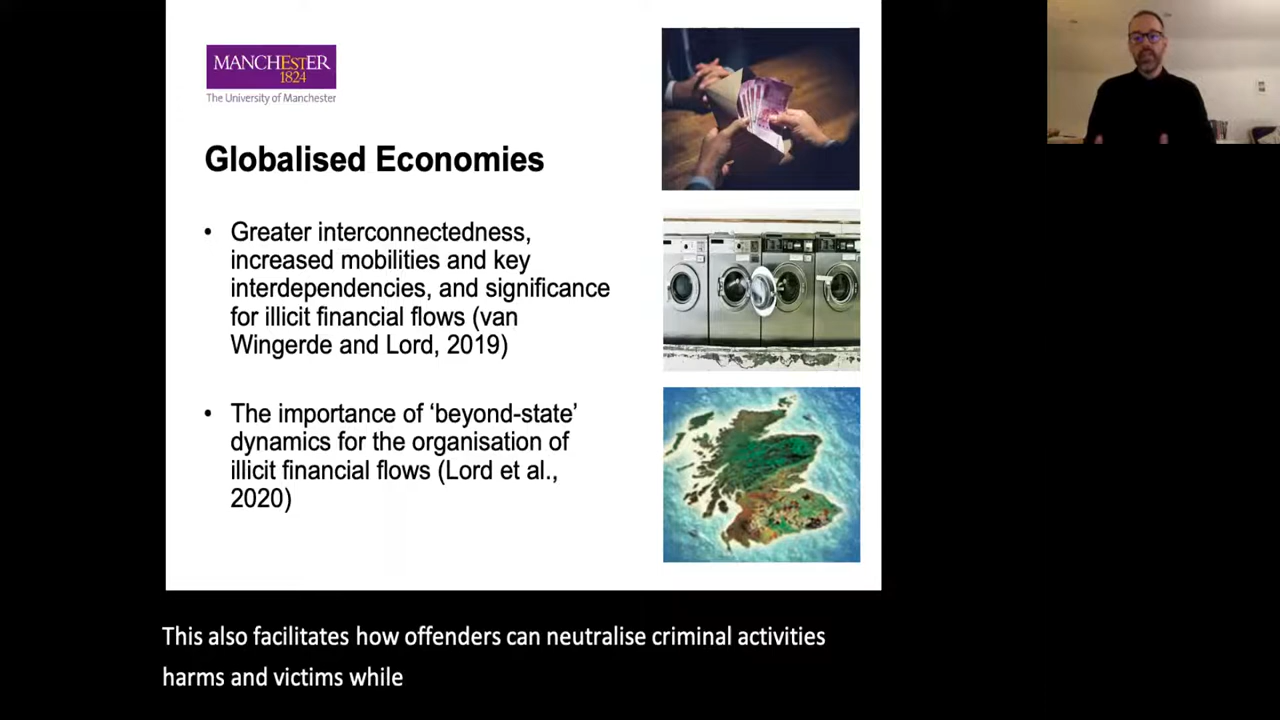 MANCHESTER
1824
The University of Manchester
Globalised Economies
• Greater interconnectedness,
increased mobilities and key
interdependencies, and significance
for illicit financial flows (van
Wingerde and Lord, 2019)
• The importance of ‘beyond-state’
dynamics for the organisation of
illicit financial flows (Lord et al.,
2020)
This also facilitates how offenders can neutralise criminal activities
harms and victims while